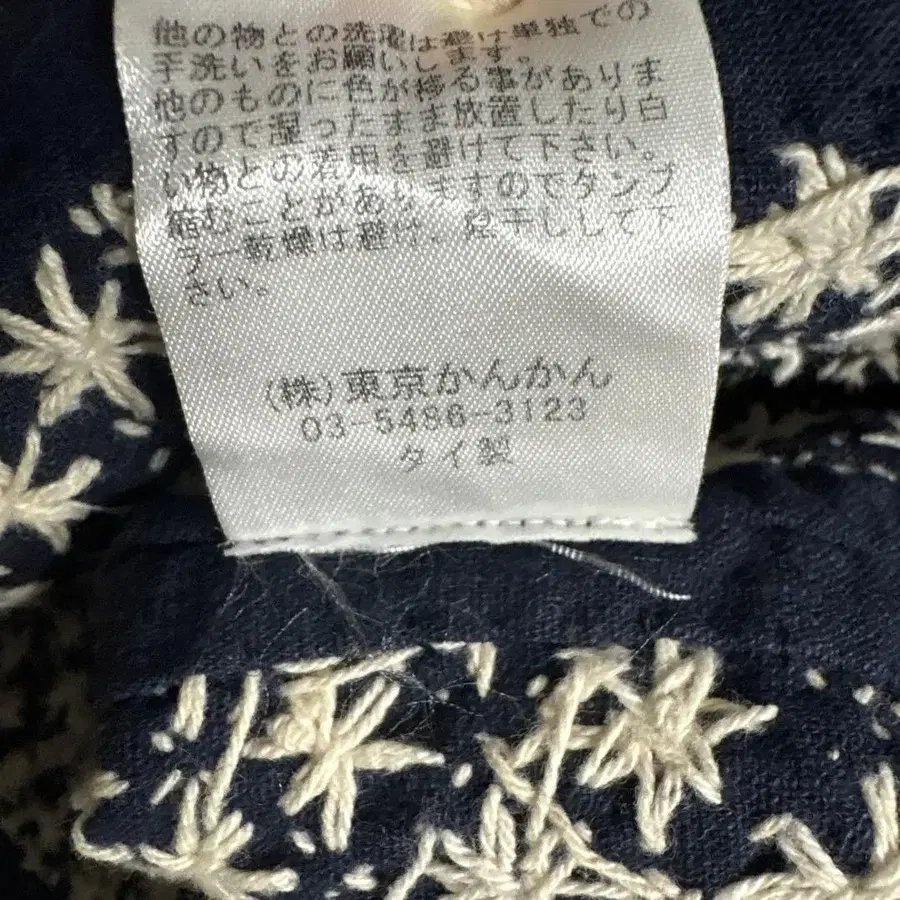 他の物との洗濯は避け単独での
手洗いをお願いします。
他のものに色が移る事がありま
すので湿ったまま放置したり白
い物との着用を避けて下さい。
縮むことがありますのでタンブ
ラー乾燥は避け、陰干しして下
さい。
(株)東京かんかん
03-5486-3123
タイ製